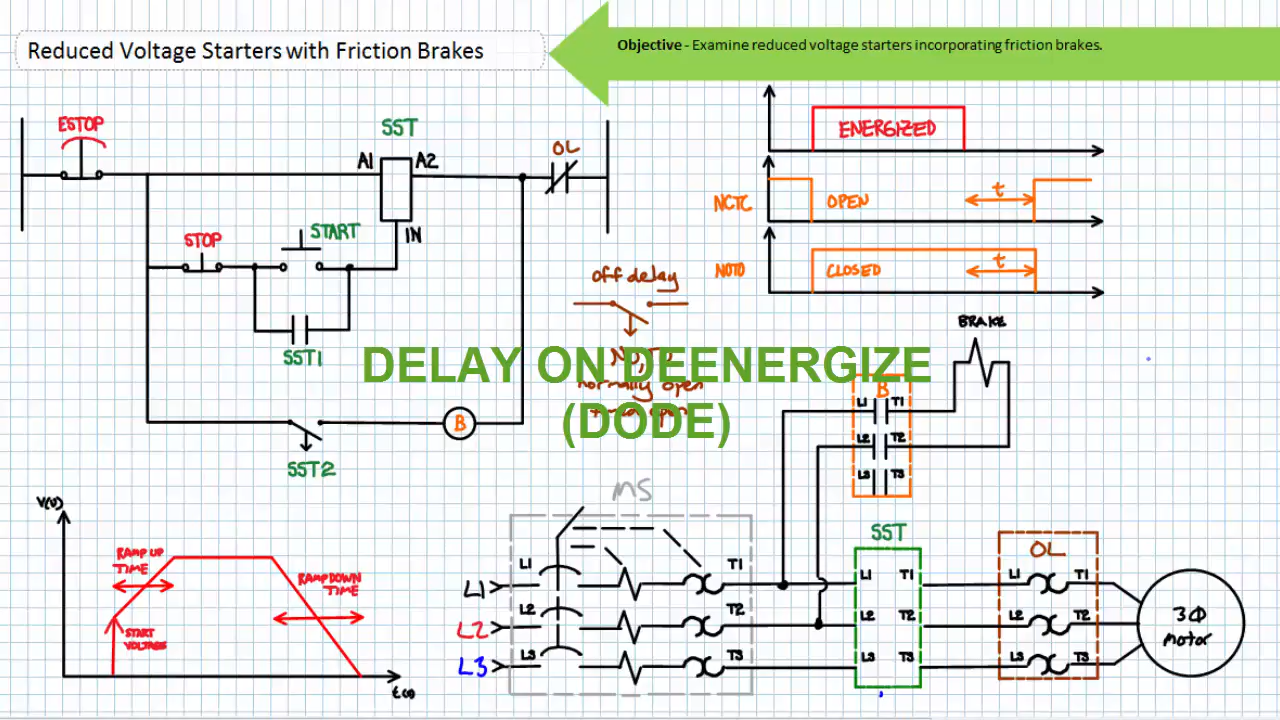 Reduced Voltage Starters with Friction Brakes
Objective - Examine reduced voltage starters incorporating friction brakes.
ESTOP
SST
A1
A2
OL
IN
STOP
START
SST1
SST2
B
ENERGIZED
NCTC
OPEN
t
NOTO
CLOSED
t
off delay
normally open
DELAY ON DEENERGIZE
(DODE)
BRAKE
B
L1 T1
L2 T2
L3 T3
V(V)
RAMP UP
TIME
RAMPDOWN
TIME
START
VOLTAGE
t(s)
MS
L1
L2
L3
L1 T1
L2 T2
L3 T3
SST
L1 T1
L2 T2
L3 T3
OL
L1 T1
L2 T2
L3 T3
3Φ
motor